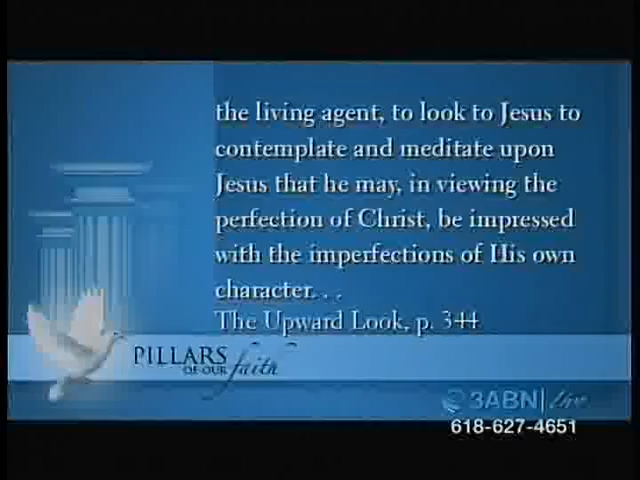 the living agent, to look to Jesus to
contemplate and meditate upon
Jesus that he may, in viewing the
perfection of Christ, be impressed
with the imperfections of His own
character. . .
The Upward Look, p. 344
PILLARS
OF OUR faith
3ABN Live
618-627-4651